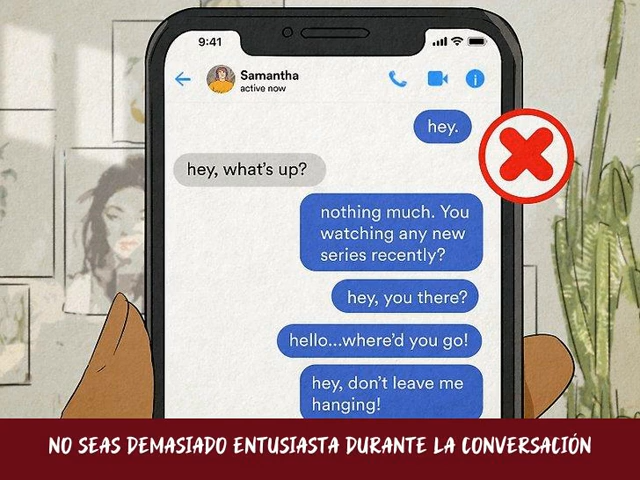 9:41
Samantha
active now
hey.
hey, what's up?
nothing much. You
watching any new
series recently?
hey, you there?
hello...where'd you go!
hey, don't leave me
hanging!
NO SEAS DEMASIADO ENTUSIASTA DURANTE LA CONVERSACIÓN